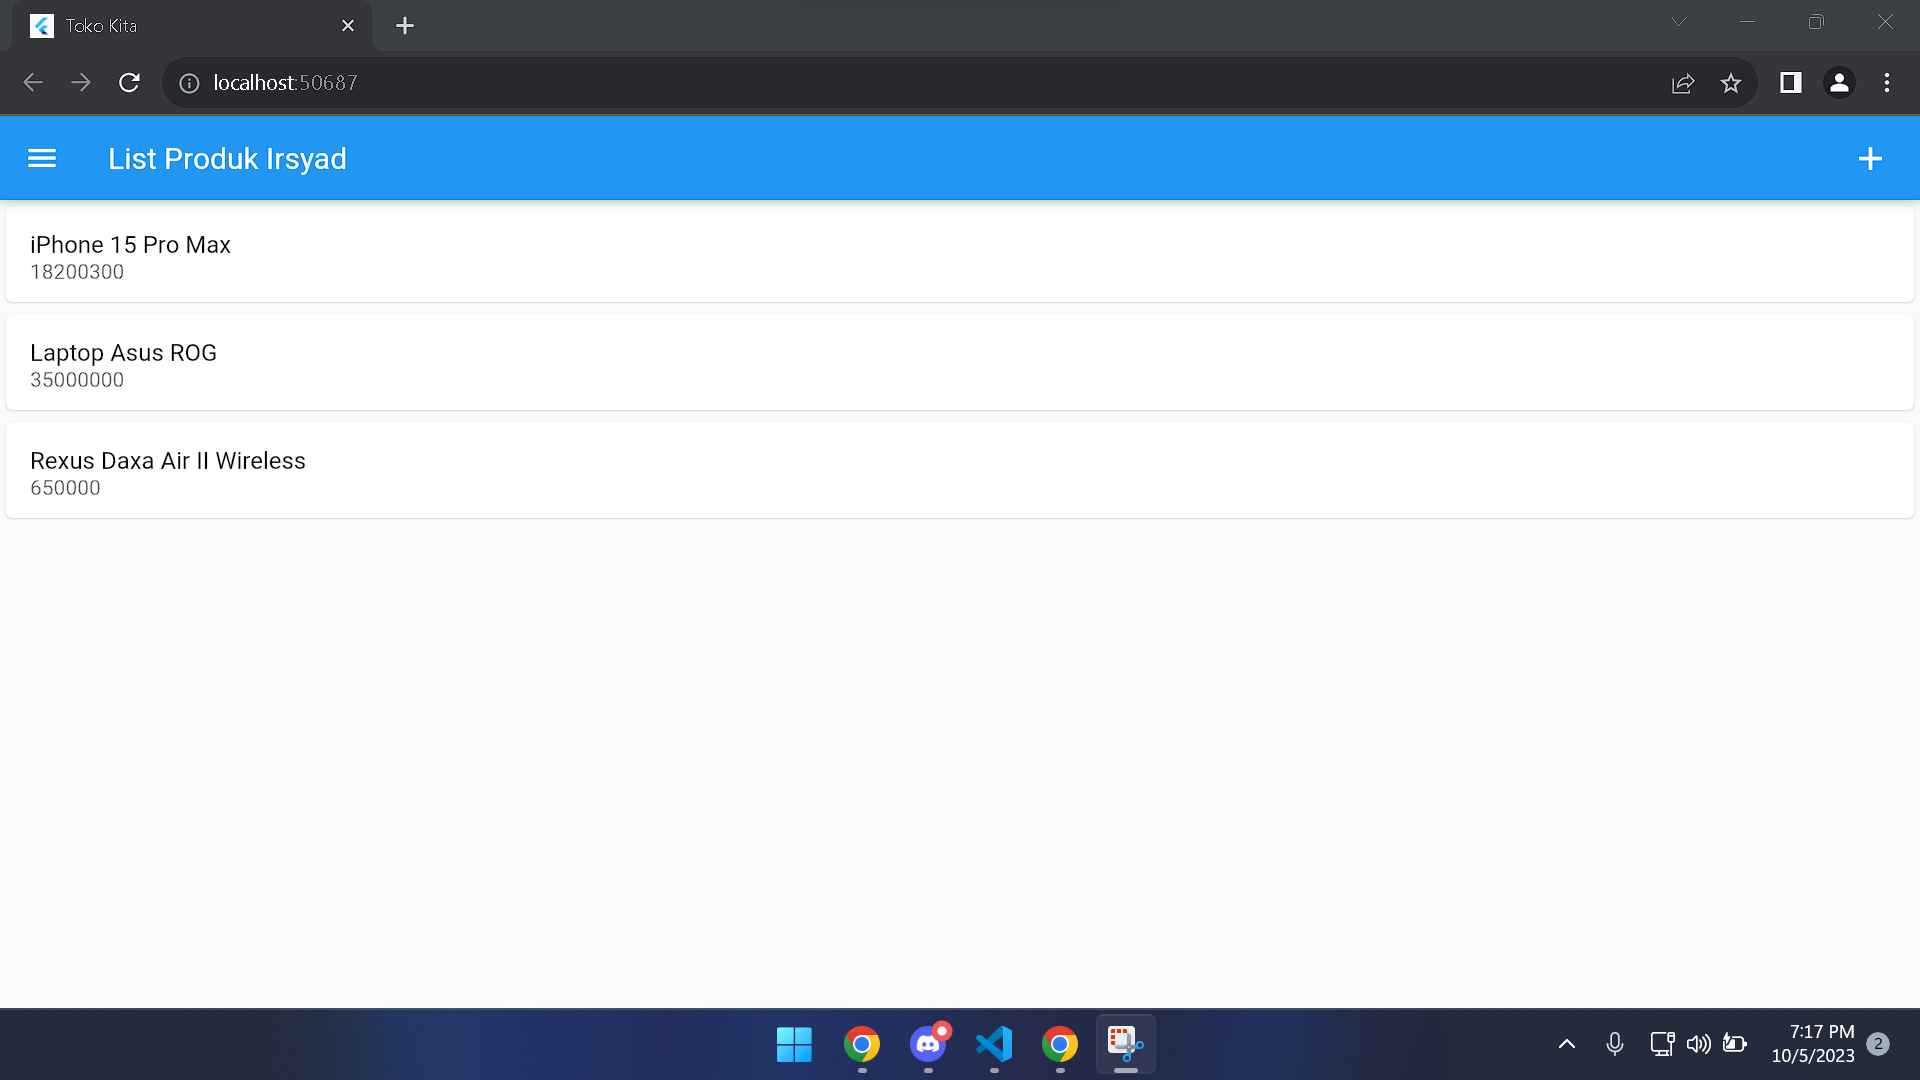 Toko Kita
localhost:50687
List Produk Irsyad
iPhone 15 Pro Max
18200300
Laptop Asus ROG
35000000
Rexus Daxa Air II Wireless
650000
7:17 PM
10/5/2023
2